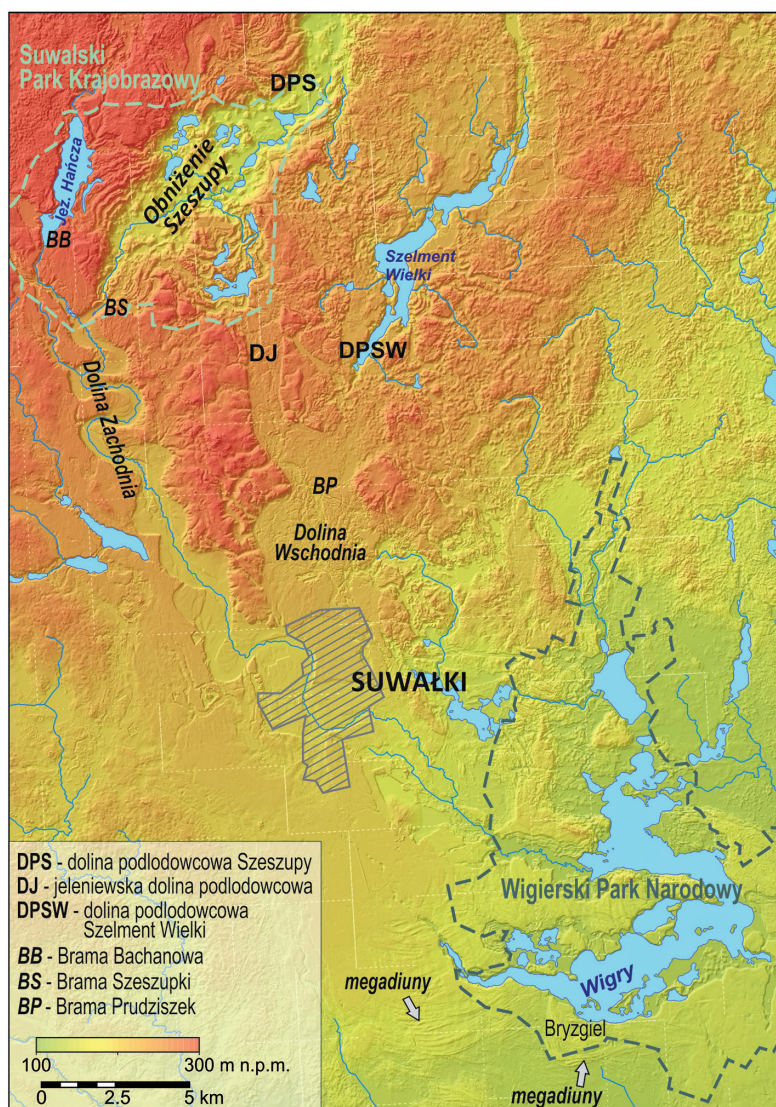 Suwalski
Park Krajobrazowy
DPS
Jez. Hańcza
Obniżenie
Szeszupy
BB
Szelment
Wielki
BS
DJ
DPSW
Dolina Zachodnia
BP
Dolina
Wschodnia
SUWAŁKI
Wigierski Park Narodowy
Wigry
megadiuny
Bryzgiel
megadiuny
DPS - dolina podlodowcowa Szeszupy
DJ - jeleniewska dolina podlodowcowa
DPSW - dolina podlodowcowa
Szelment Wielki
BB - Brama Bachanowa
BS - Brama Szeszupki
BP - Brama Prudziszek
100 300 m n.p.m.
0 2.5 5 km